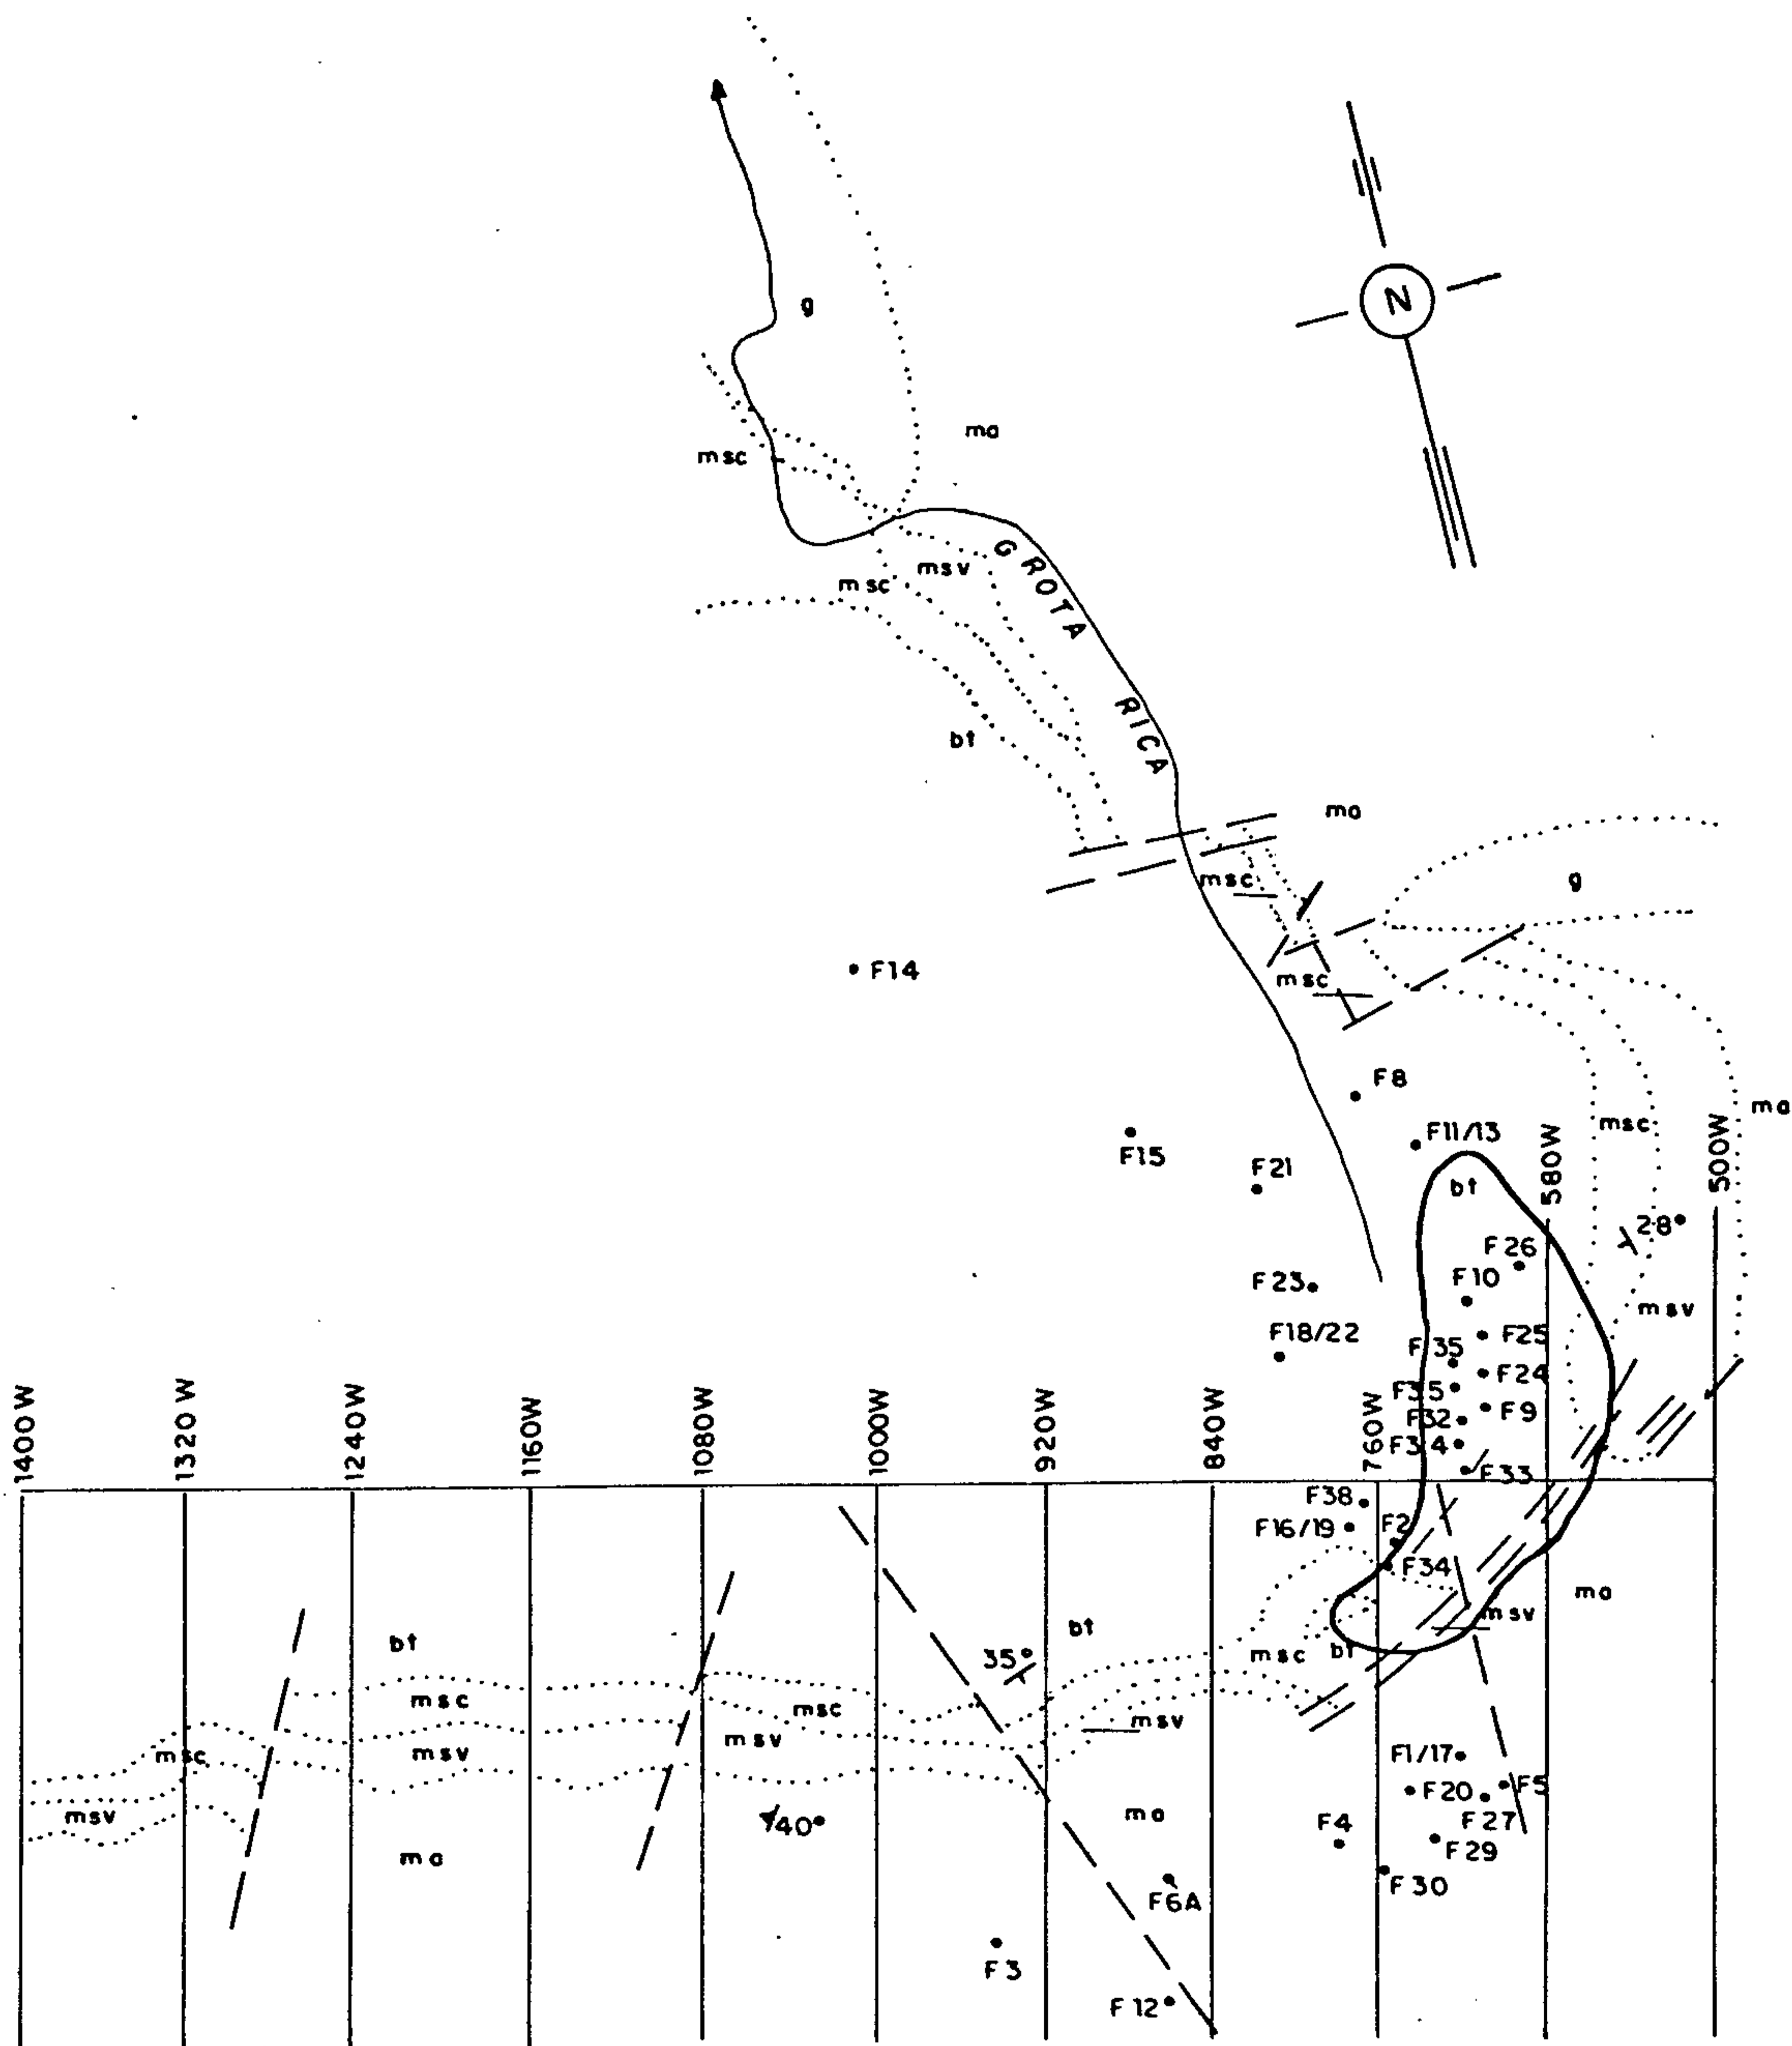 N
g
ma
msc
msv
msc
GROTA RICA
bt
ma
msc
g
F14
msc
F8
ma
msc
F11/13
F15
580W
500W
F21
bt
28°
F26
F23
F10
msv
F18/22
F25
F35
F24
1400W
1320W
1240W
1160W
1080W
1000W
920W
840W
760W
F35
F9
F32
F34
F33
F38
F16/19
F2
F34
ma
msv
bt
bt
35°
msc
bt
msc
msc
msv
msc
msv
msv
F1/17
F5
F20
msv
ma
F27
40°
F4
F29
ma
F30
F6A
F3
F12